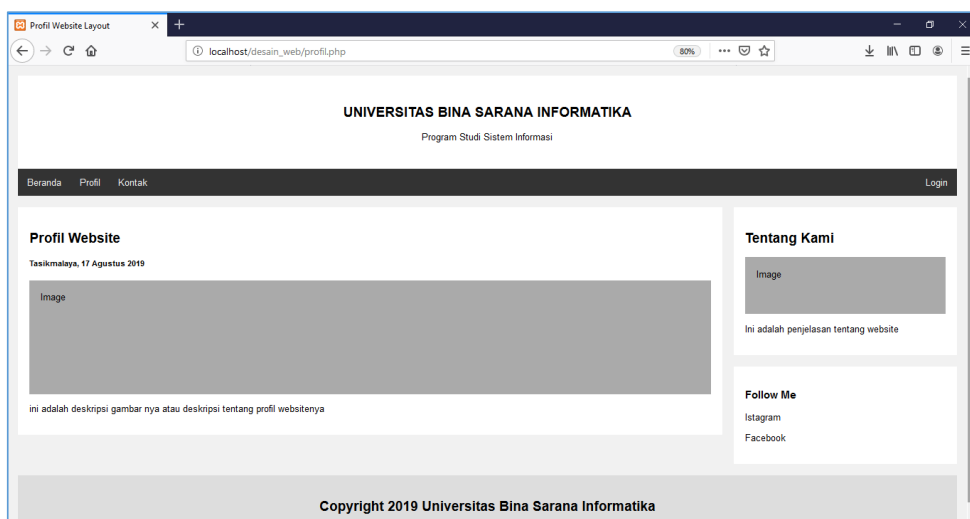 Profil Website Layout
localhost/desain_web/profil.php
80%
UNIVERSITAS BINA SARANA INFORMATIKA
Program Studi Sistem Informasi
Beranda Profil Kontak Login
Profil Website
Tasikmalaya, 17 Agustus 2019
Image
ini adalah deskripsi gambar nya atau deskripsi tentang profil websitenya
Tentang Kami
Image
Ini adalah penjelasan tentang website
Follow Me
Istagram
Facebook
Copyright 2019 Universitas Bina Sarana Informatika